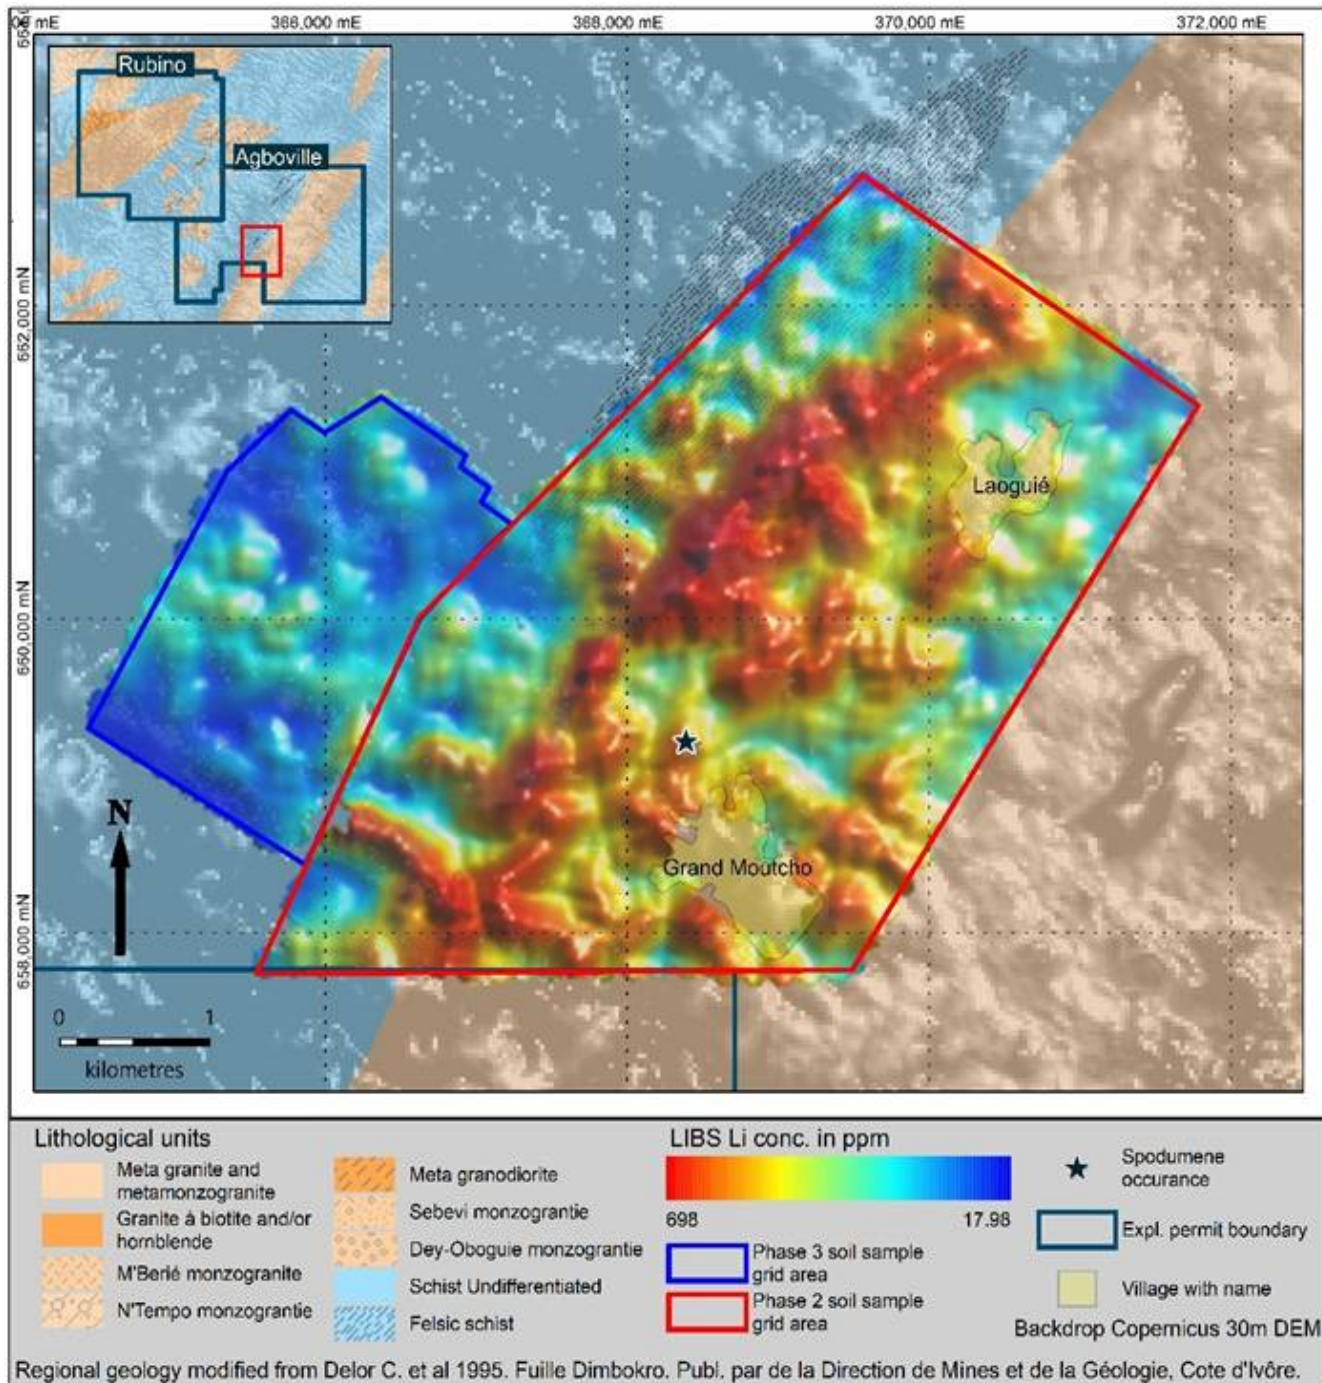 366,000 mE
368,000 mE
370,000 mE
372,000 mE
Rubino
Agboville
662,000 mN
660,000 mN
658,000 mN
Laoguié
Grand Moutcho
N
0 1
kilometres
Lithological units
Meta granite and
metamonzogranite
Granite à biotite and/or
hornblende
M'Berlé monzogranite
N'Tempo monzograntie
Meta granodiorite
Sebevi monzograntie
Dey-Oboguie monzograntie
Schist Undifferentiated
Felsic schist
LIBS Li conc. in ppm
698 17.98
Phase 3 soil sample
grid area
Phase 2 soil sample
grid area
Spodumene
occurance
Expl. permit boundary
Village with name
Backdrop Copernicus 30m DEM
Regional geology modified from Delor C. et al 1995. Fuille Dimbokro. Publ. par de la Direction de Mines et de la Géologie, Cote d'Ivôre.